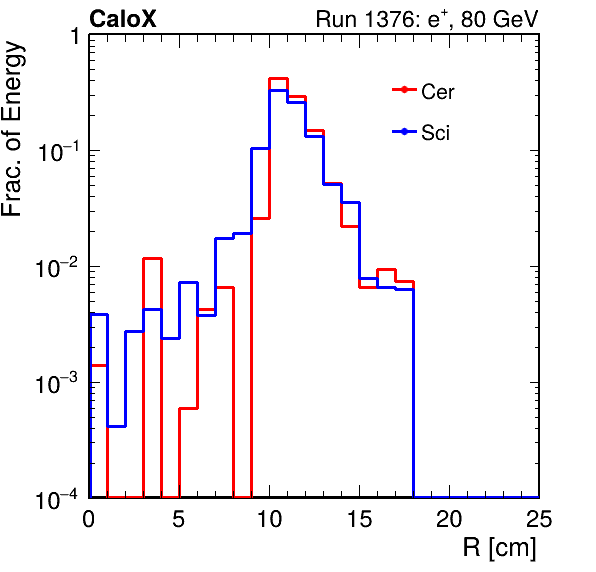 CaloX
Run 1376: e⁺, 80 GeV
Frac. of Energy
1
10⁻¹
10⁻²
10⁻³
10⁻⁴
Cer
Sci
0 5 10 15 20 25
R [cm]